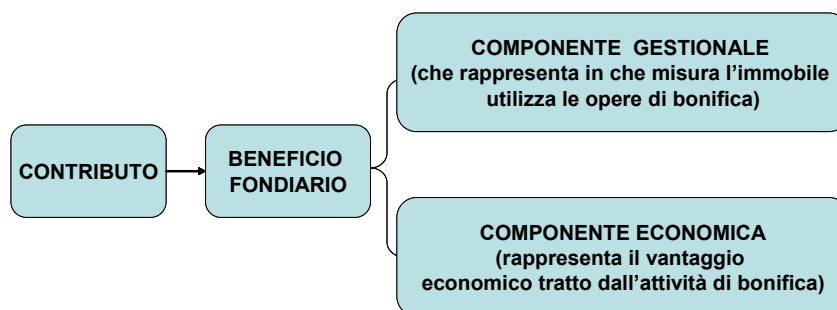 CONTRIBUTO
BENEFICIO
FONDIARIO
COMPONENTE GESTIONALE
(che rappresenta in che misura l'immobile
utilizza le opere di bonifica)
COMPONENTE ECONOMICA
(rappresenta il vantaggio
economico tratto dall'attività di bonifica)